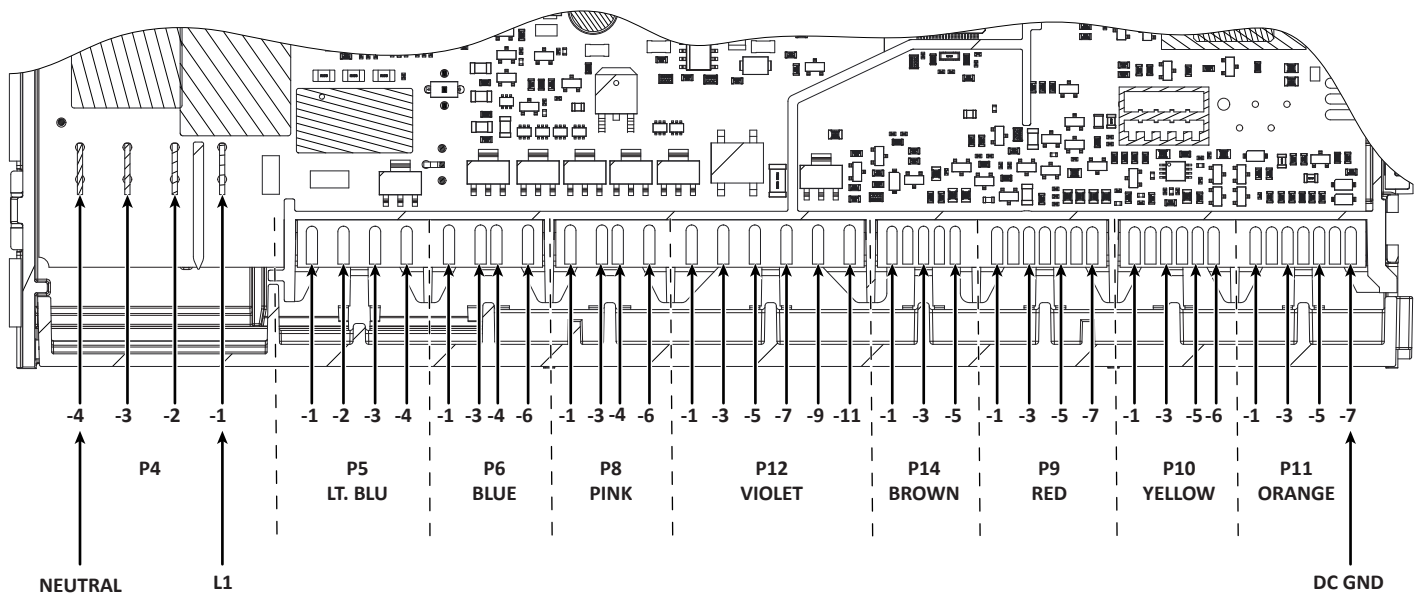 -4 -3 -2 -1 -1 -2 -3 -4 -1 -3 -4 -6 -1 -3 -4 -6 -1 -3 -5 -7 -9 -11 -1 -3 -5 -1 -3 -5 -7 -1 -3 -5 -6 -1 -3 -5 -7
P4 P5 P6 P8 P12 P14 P9 P10 P11
LT. BLU BLUE PINK VIOLET BROWN RED YELLOW ORANGE
NEUTRAL L1 DC GND